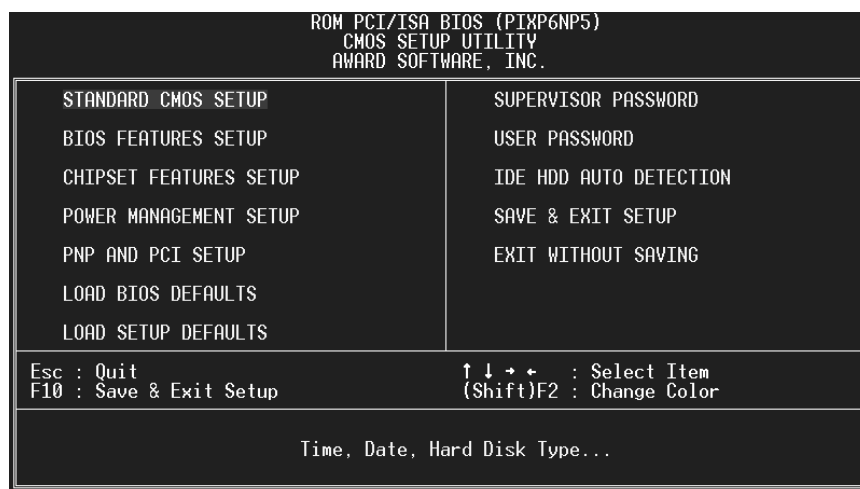 ROM PCI/ISA BIOS (PIXP6NP5)
CMOS SETUP UTILITY
AWARD SOFTWARE, INC.
STANDARD CMOS SETUP
BIOS FEATURES SETUP
CHIPSET FEATURES SETUP
POWER MANAGEMENT SETUP
PNP AND PCI SETUP
LOAD BIOS DEFAULTS
LOAD SETUP DEFAULTS
SUPERVISOR PASSWORD
USER PASSWORD
IDE HDD AUTO DETECTION
SAVE & EXIT SETUP
EXIT WITHOUT SAVING
Esc : Quit
F10 : Save & Exit Setup
↑ ↓ → ← : Select Item
(Shift)F2 : Change Color
Time, Date, Hard Disk Type...